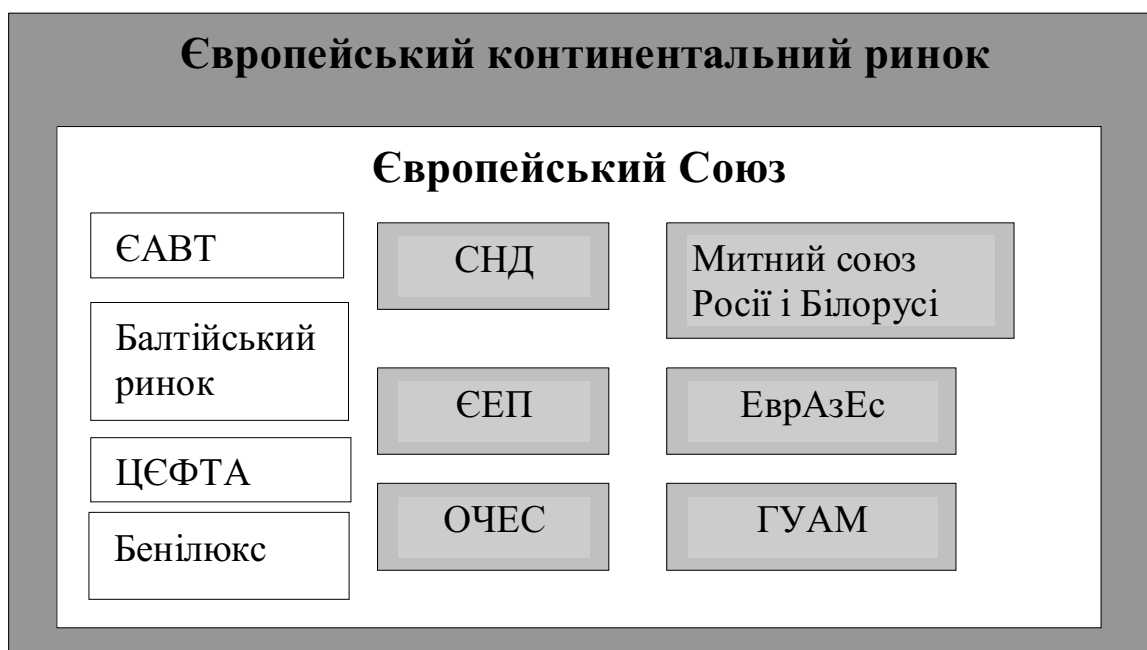 Європейський континентальний ринок
Європейський Союз
ЄАВТ
Балтійський
ринок
ЦЄФТА
Бенілюкс
СНД
ЄЕП
ОЧЕС
Митний союз
Росії і Білорусі
ЕврАзЕс
ГУАМ